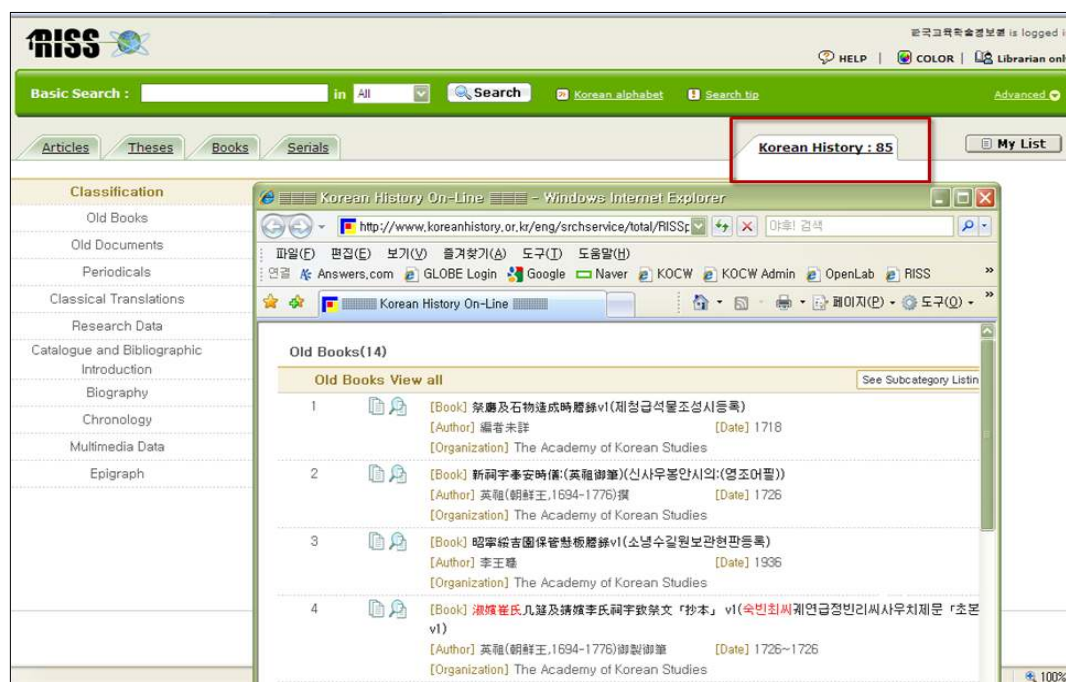 RISS
한국교육학술정보원 is logged i
HELP | COLOR | Librarian onl
Basic Search : in All Search Korean alphabet Search tip Advanced
Articles Theses Books Serials Korean History : 85 My List
Classification
Old Books
Old Documents
Periodicals
Classical Translations
Research Data
Catalogue and Bibliographic
Introduction
Biography
Chronology
Multimedia Data
Epigraph
Korean History On-Line - Windows Internet Explorer
http://www.koreanhistory.or.kr/eng/srchservice/total/RISSp 야후! 검색
파일(F) 편집(E) 보기(V) 즐겨찾기(A) 도구(T) 도움말(H)
연결 Answers.com GLOBE Login Google Naver KOCW KOCW Admin OpenLab RISS »
Korean History On-Line 페이지(P) 도구(O) »
Old Books(14)
Old Books View all See Subcategory Listin
1 [Book] 祭廳及石物造成時謄錄v1(제청급석물조성시등록)
[Author] 編者未詳 [Date] 1718
[Organization] The Academy of Korean Studies
2 [Book] 新祠宇奉安時儀:(英祖御筆)(신사우봉안시의:(영조어필))
[Author] 英祖(朝鮮王,1694-1776)撰 [Date] 1726
[Organization] The Academy of Korean Studies
3 [Book] 昭寧綏吉園保管懸板謄錄v1(소녕수길원보관현판등록)
[Author] 李王職 [Date] 1936
[Organization] The Academy of Korean Studies
4 [Book] 淑嬪崔氏几筵及靖嬪李氏祠宇致祭文「抄本」 v1(숙빈최씨궤연급정빈리씨사우치제문「초본
v1)
[Author] 英祖(朝鮮王,1694-1776)御製御筆 [Date] 1726~1726
[Organization] The Academy of Korean Studies
100%